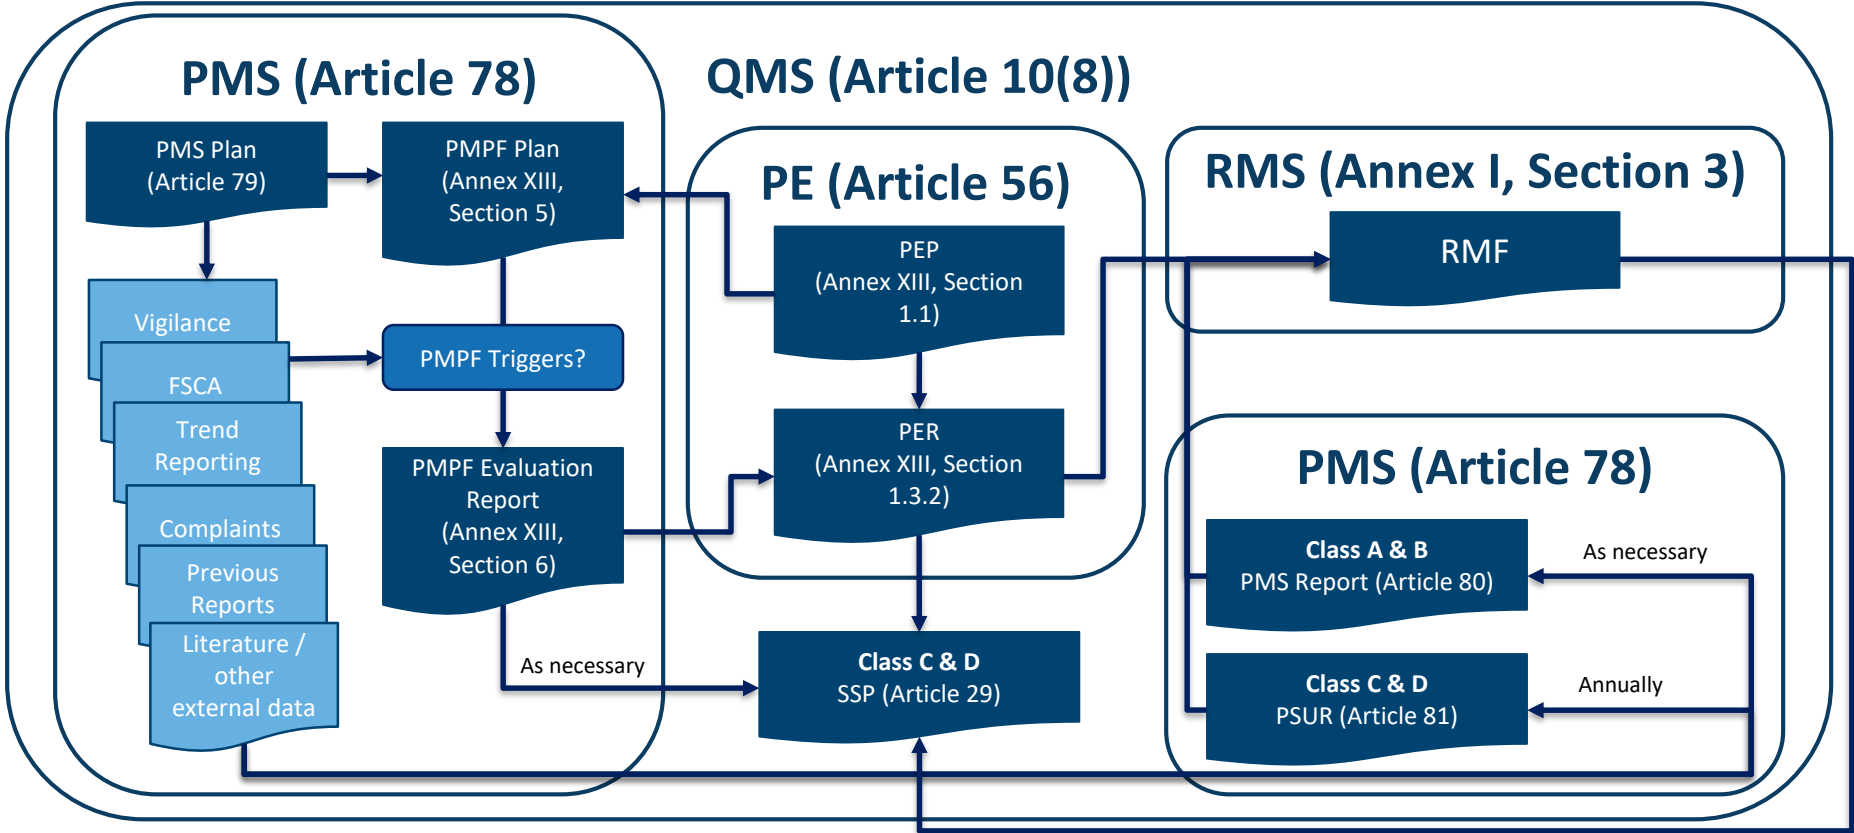 PMS (Article 78)
PMS Plan
(Article 79)
PMPF Plan
(Annex XIII,
Section 5)
Vigilance
FSCA
Trend
Reporting
Complaints
Previous
Reports
Literature /
other
external data
PMPF Triggers?
PMPF Evaluation
Report
(Annex XIII,
Section 6)
As necessary
QMS (Article 10(8))
PE (Article 56)
PEP
(Annex XIII, Section
1.1)
PER
(Annex XIII, Section
1.3.2)
Class C & D
SSP (Article 29)
RMS (Annex I, Section 3)
RMF
PMS (Article 78)
Class A & B
PMS Report (Article 80)
As necessary
Class C & D
PSUR (Article 81)
Annually